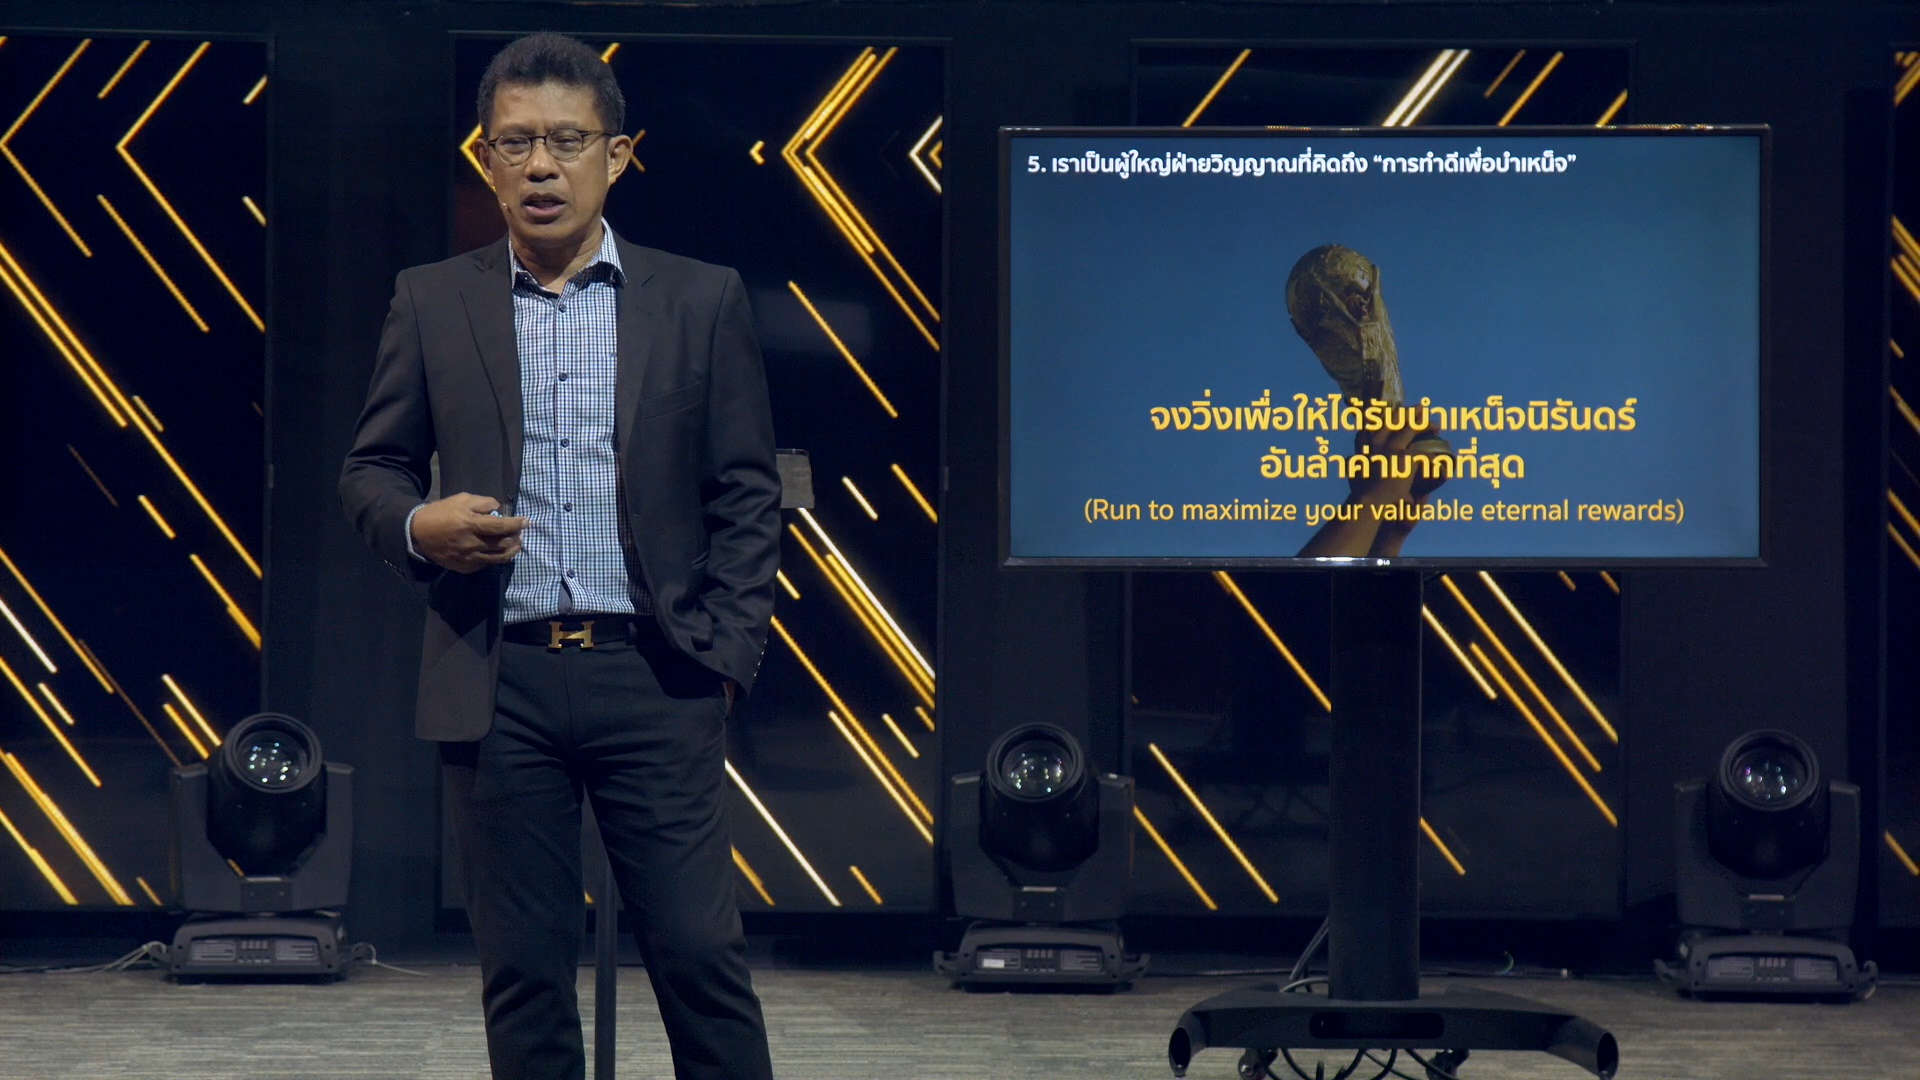 5. เราเป็นผู้ใหญ่ฝ่ายวิญญาณที่คิดถึง “การทำดีเพื่อบำเหน็จ”
จงวิ่งเพื่อให้ได้รับบำเหน็จนิรันดร์
อันล้ำค่ามากที่สุด
(Run to maximize your valuable eternal rewards)
LG